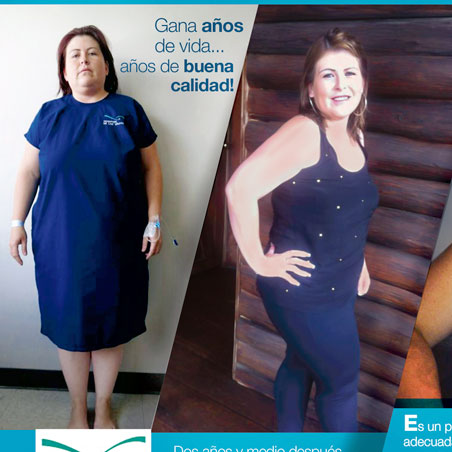 Gana años
de vida...
años de buena
calidad!
Dos años y medio después
Es un p
adecuad